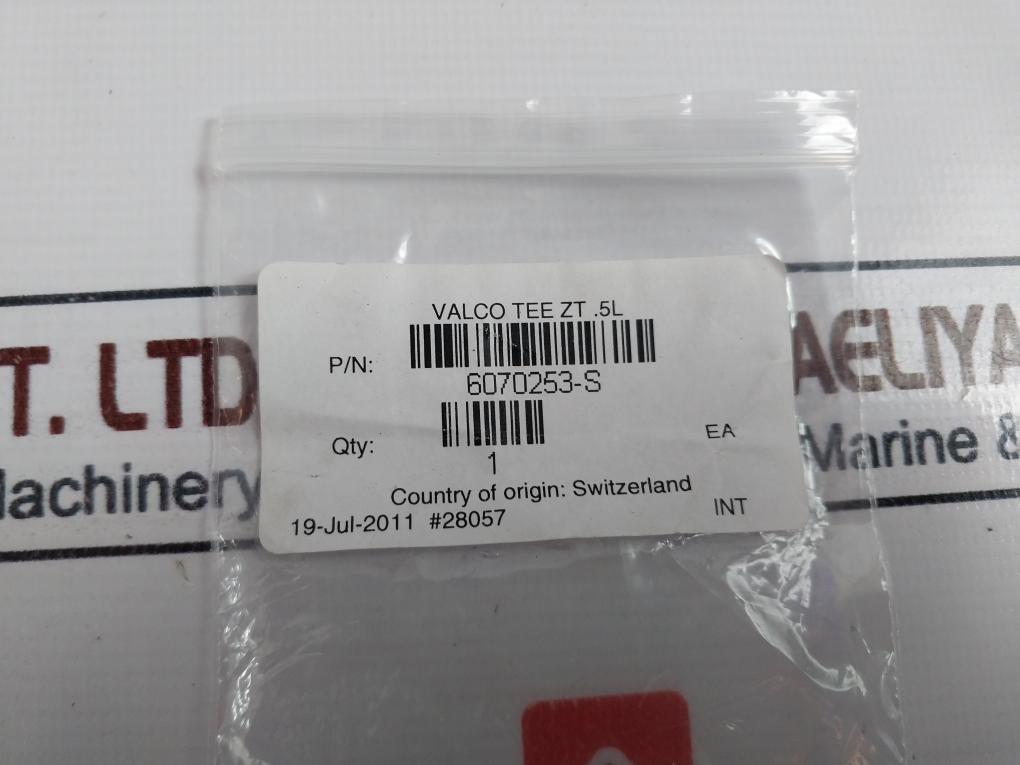 VALCO TEE ZT .5L
P/N:
6070253-S
Qty:
1
EA
Country of origin: Switzerland
19-Jul-2011 #28057
INT
T. LTD
achinery
AELIYA
Marine &